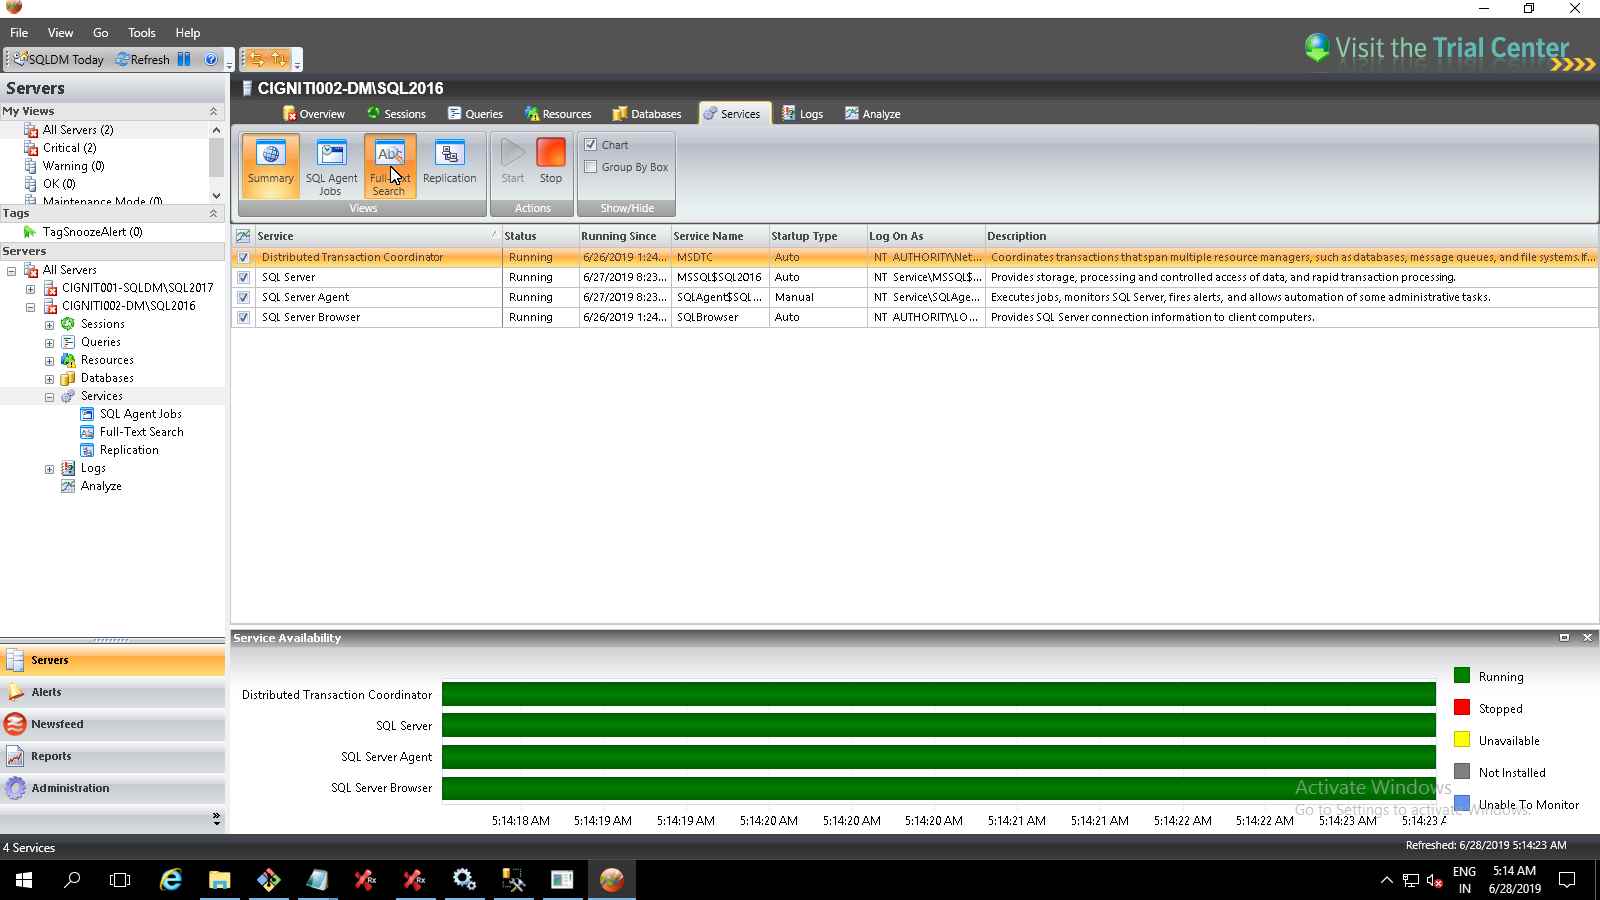 File View Go Tools Help
Visit the Trial Center
SQLDM Today Refresh
Servers
CIGNITI002-DM\SQL2016
My Views
Overview Sessions Queries Resources Databases Services Logs Analyze
All Servers (2)
Critical (2)
Warning (0)
OK (0)
Maintenance Mode (0)
Summary
SQL Agent Jobs
Full-Text Search
Replication
Start
Stop
Chart
Group By Box
Views
Actions
Show/Hide
Tags
TagSnoozeAlert (0)
Servers
All Servers
CIGNITI001-SQLDM\SQL2017
CIGNITI002-DM\SQL2016
Sessions
Queries
Resources
Databases
Services
SQL Agent Jobs
Full-Text Search
Replication
Logs
Analyze
Service Status Running Since Service Name Startup Type Log On As Description
Distributed Transaction Coordinator Running 6/26/2019 1:24... MSDTC Auto NT AUTHORITY\Net... Coordinates transactions that span multiple resource managers, such as databases, message queues, and file systems. If...
SQL Server Running 6/27/2019 8:23... MSSQL$SQL2016 Auto NT Service\MSSQL$... Provides storage, processing and controlled access of data, and rapid transaction processing.
SQL Server Agent Running 6/27/2019 8:23... SQLAgent$SQL... Manual NT Service\SQLAge... Executes jobs, monitors SQL Server, fires alerts, and allows automation of some administrative tasks.
SQL Server Browser Running 6/26/2019 1:24... SQLBrowser Auto NT AUTHORITY\LO... Provides SQL Server connection information to client computers.
Servers
Alerts
Newsfeed
Reports
Administration
Service Availability
Distributed Transaction Coordinator
SQL Server
SQL Server Agent
SQL Server Browser
5:14:18 AM 5:14:19 AM 5:14:19 AM 5:14:20 AM 5:14:20 AM 5:14:20 AM 5:14:21 AM 5:14:21 AM 5:14:22 AM 5:14:22 AM 5:14:23 AM 5:14:23 A
Running
Stopped
Unavailable
Not Installed
Unable To Monitor
Activate Windows
Go to Settings to activate Windows.
4 Services
Refreshed: 6/28/2019 5:14:23 AM
ENG
IN
5:14 AM
6/28/2019